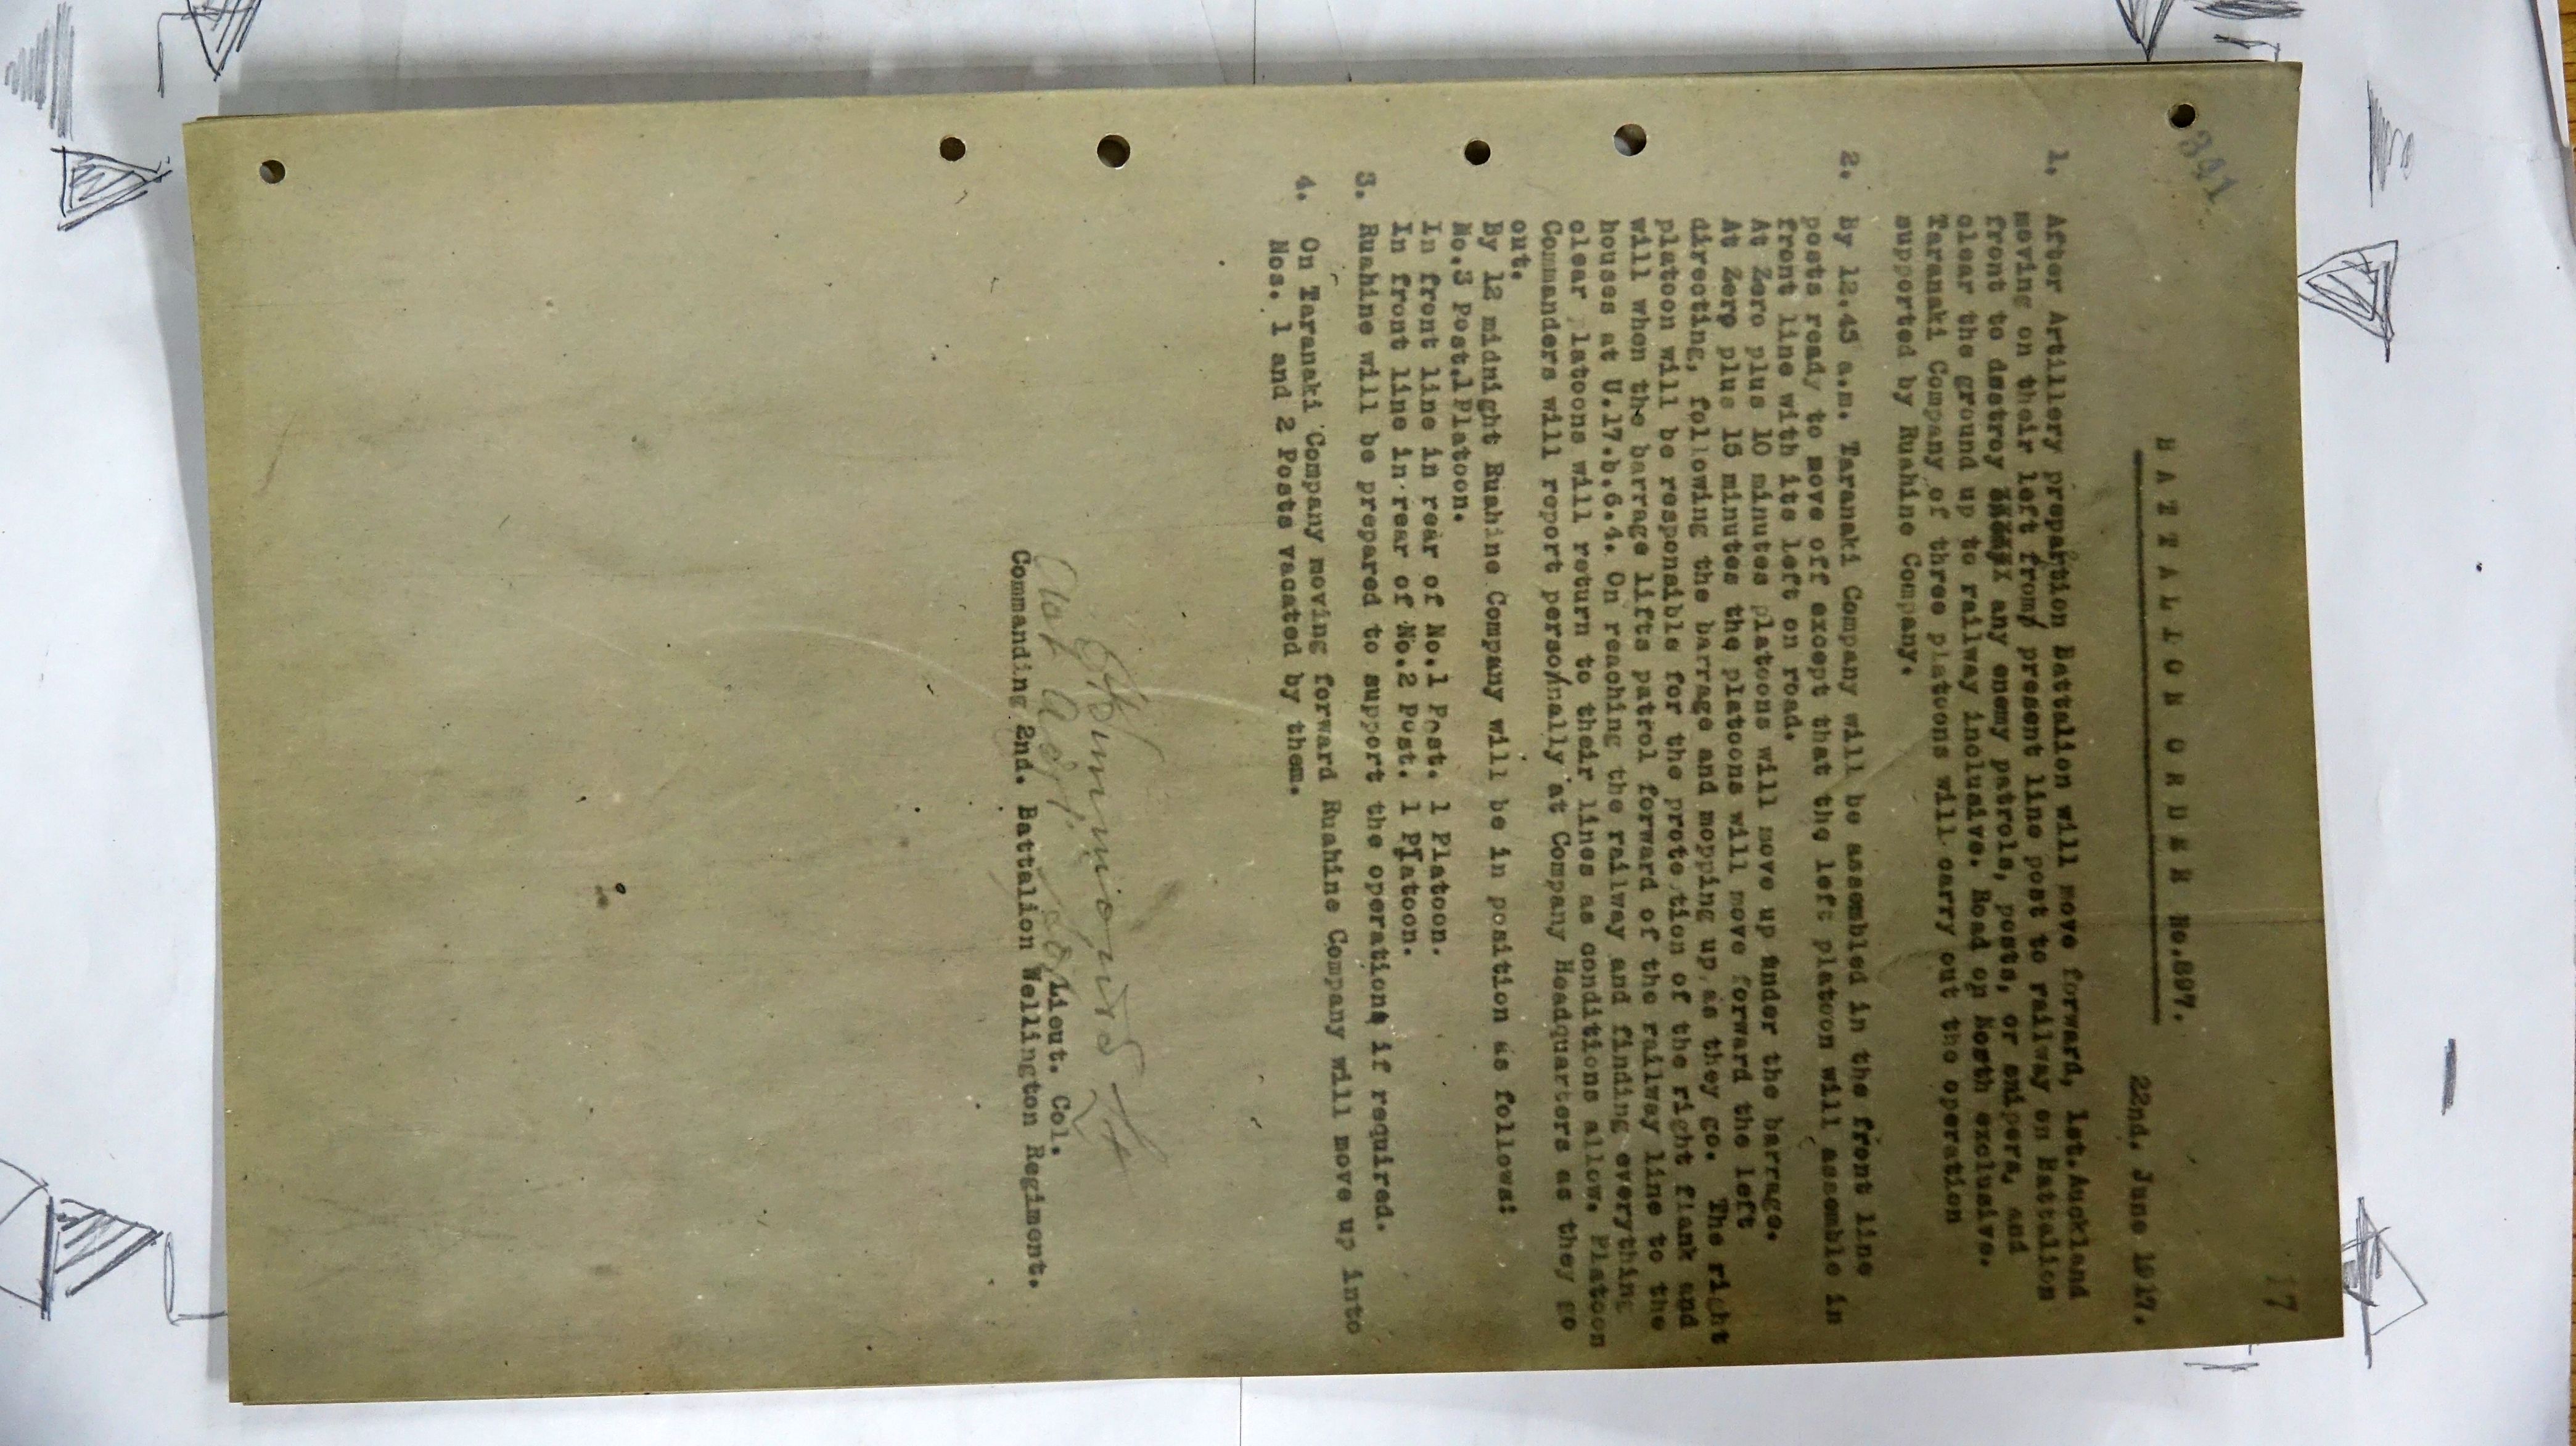 341
17
BATTALION ORDER No.897.
22nd. June 1917.
1. After Artillery prepartion Battalion will move forward, 1st.Auckland
moving on their left from present line post to railway on Battalion
front to destroy any enemy patrols, posts, or snipers, and
clear the ground up to railway inclusive. Road on North exclusive.
Taranaki Company of three platoons will carry out the operation
supported by Ruahine Company.
2. By 12.45 a.m. Taranaki Company will be assembled in the front line
posts ready to move off except that the left platoon will assemble in
front line with its left on road.
At Zero plus 10 minutes platoons will move up under the barrage.
At Zero plus 15 minutes the platoons will move forward the left
directing, following the barrage and mopping up as they go. The right
platoon will be responsible for the protection of the right flank and
will when the barrage lifts patrol forward of the railway line to the
houses at U.17.b.6.4. On reaching the railway and finding everything
clear platoons will return to their lines as conditions allow. Platoon
Commanders will report personally at Company Headquarters as they go
out.
By 12 midnight Ruahine Company will be in position as follows:
No.3 Post.1 Platoon.
In front line in rear of No.1 Post. 1 Platoon.
In front line in rear of No.2 Post. 1 Platoon.
3. Ruahine will be prepared to support the operations if required.
4. On Taranaki Company moving forward Ruahine Company will move up into
Nos. 1 and 2 Posts vacated by them.
Lieut. Col.
Commanding 2nd. Battalion Wellington Regiment.